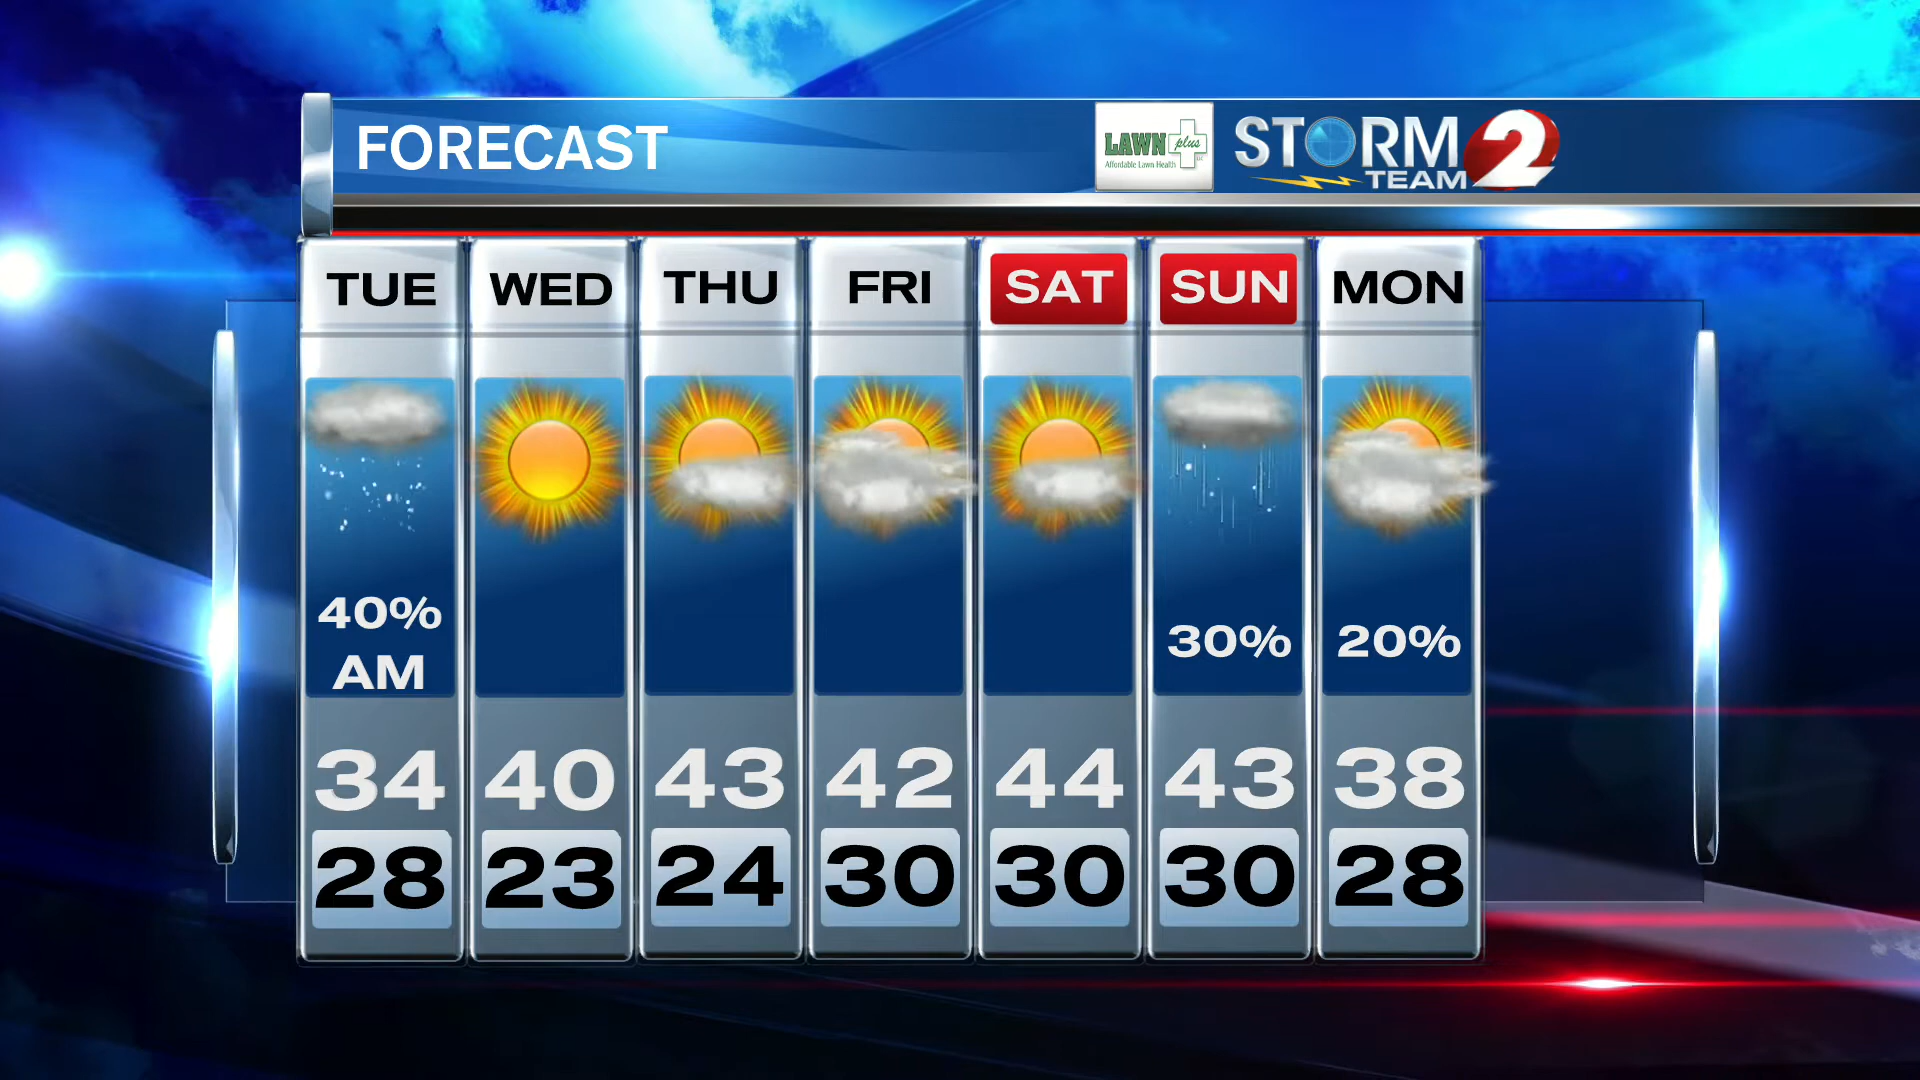 FORECAST
LAWN plus
Affordable Lawn Health
STORM
TEAM 2
TUE WED THU FRI SAT SUN MON
40%
AM
30% 20%
34 40 43 42 44 43 38
28 23 24 30 30 30 28